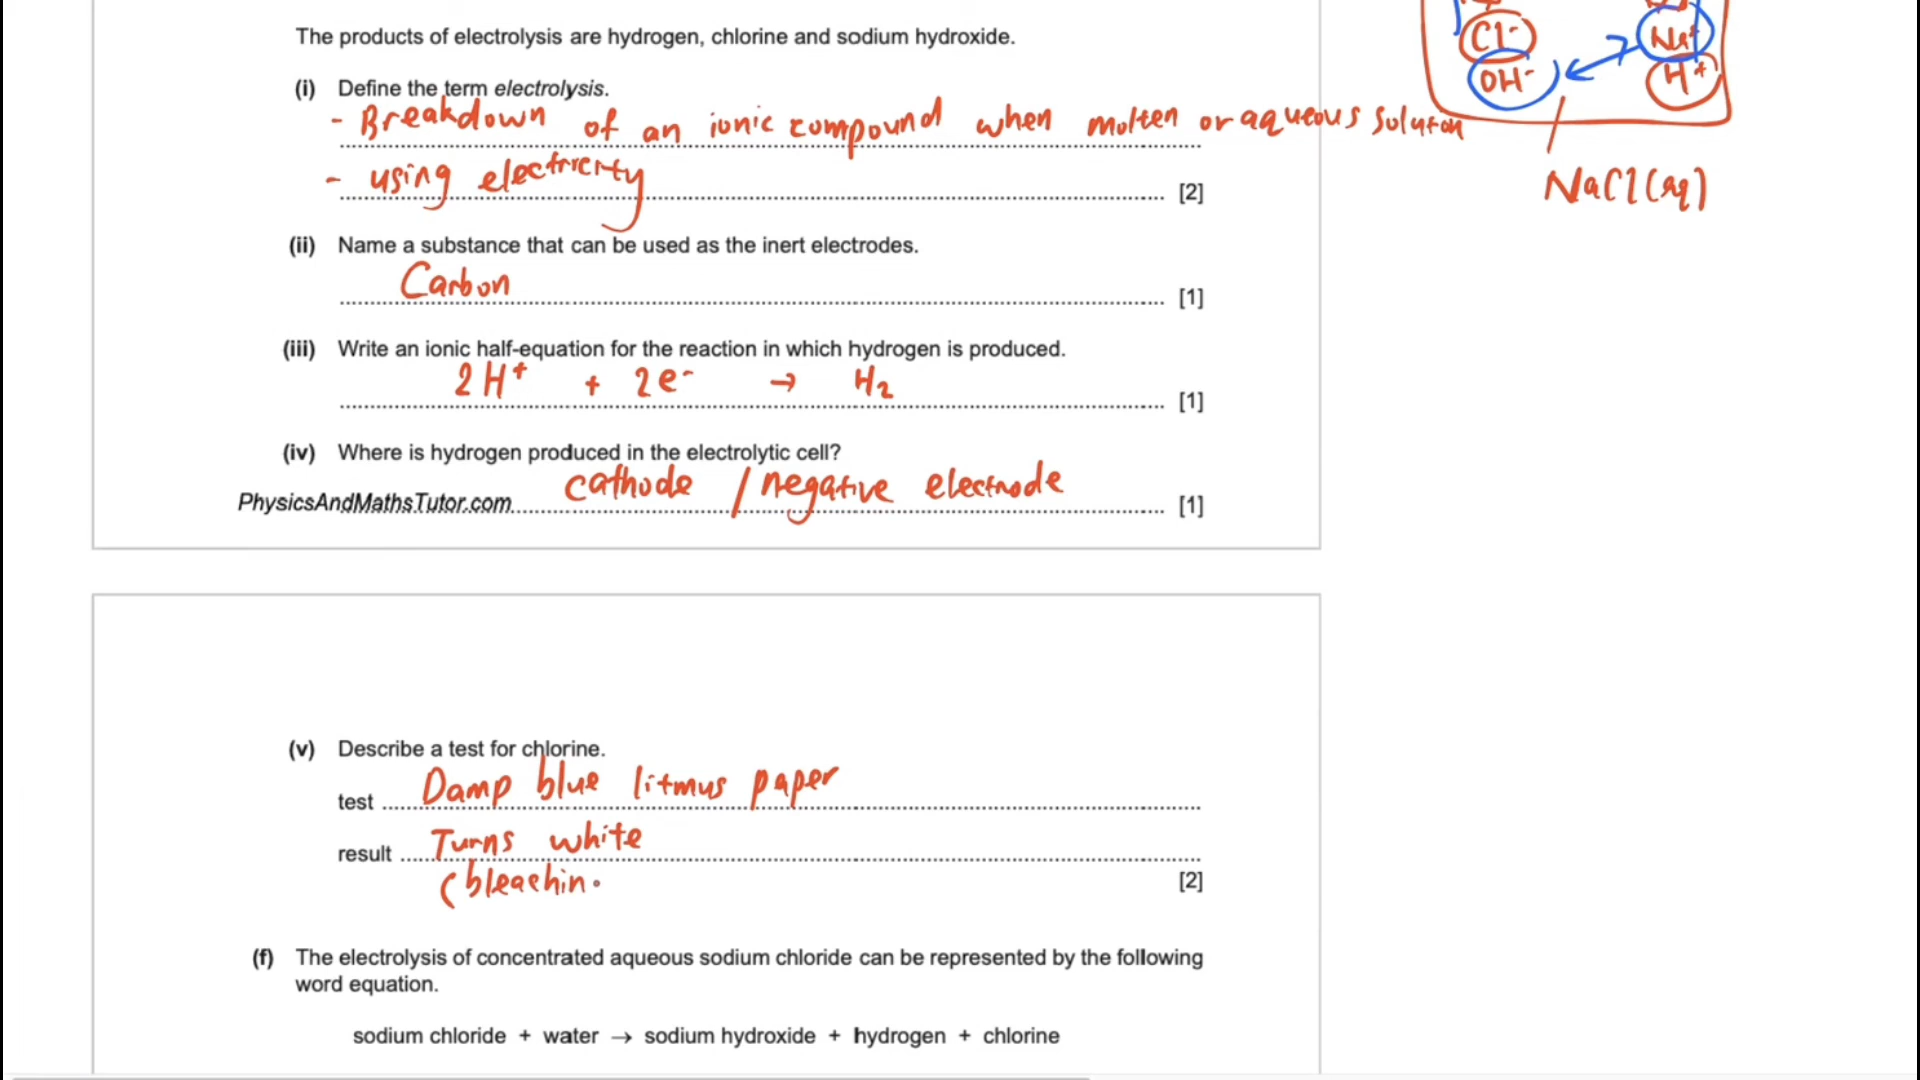 The products of electrolysis are hydrogen, chlorine and sodium hydroxide.
Cl⁻
Na⁺
OH⁻
H⁺
(i) Define the term electrolysis.
- Breakdown of an ionic compound when molten or aqueous solution
- using electricity [2]
NaCl(aq)
(ii) Name a substance that can be used as the inert electrodes.
Carbon [1]
(iii) Write an ionic half-equation for the reaction in which hydrogen is produced.
2H⁺ + 2e⁻ → H₂ [1]
(iv) Where is hydrogen produced in the electrolytic cell?
PhysicsAndMathsTutor.com cathode / negative electrode [1]
(v) Describe a test for chlorine.
test Damp blue litmus paper
result Turns white
(bleachin [2]
(f) The electrolysis of concentrated aqueous sodium chloride can be represented by the following
word equation.
sodium chloride + water → sodium hydroxide + hydrogen + chlorine